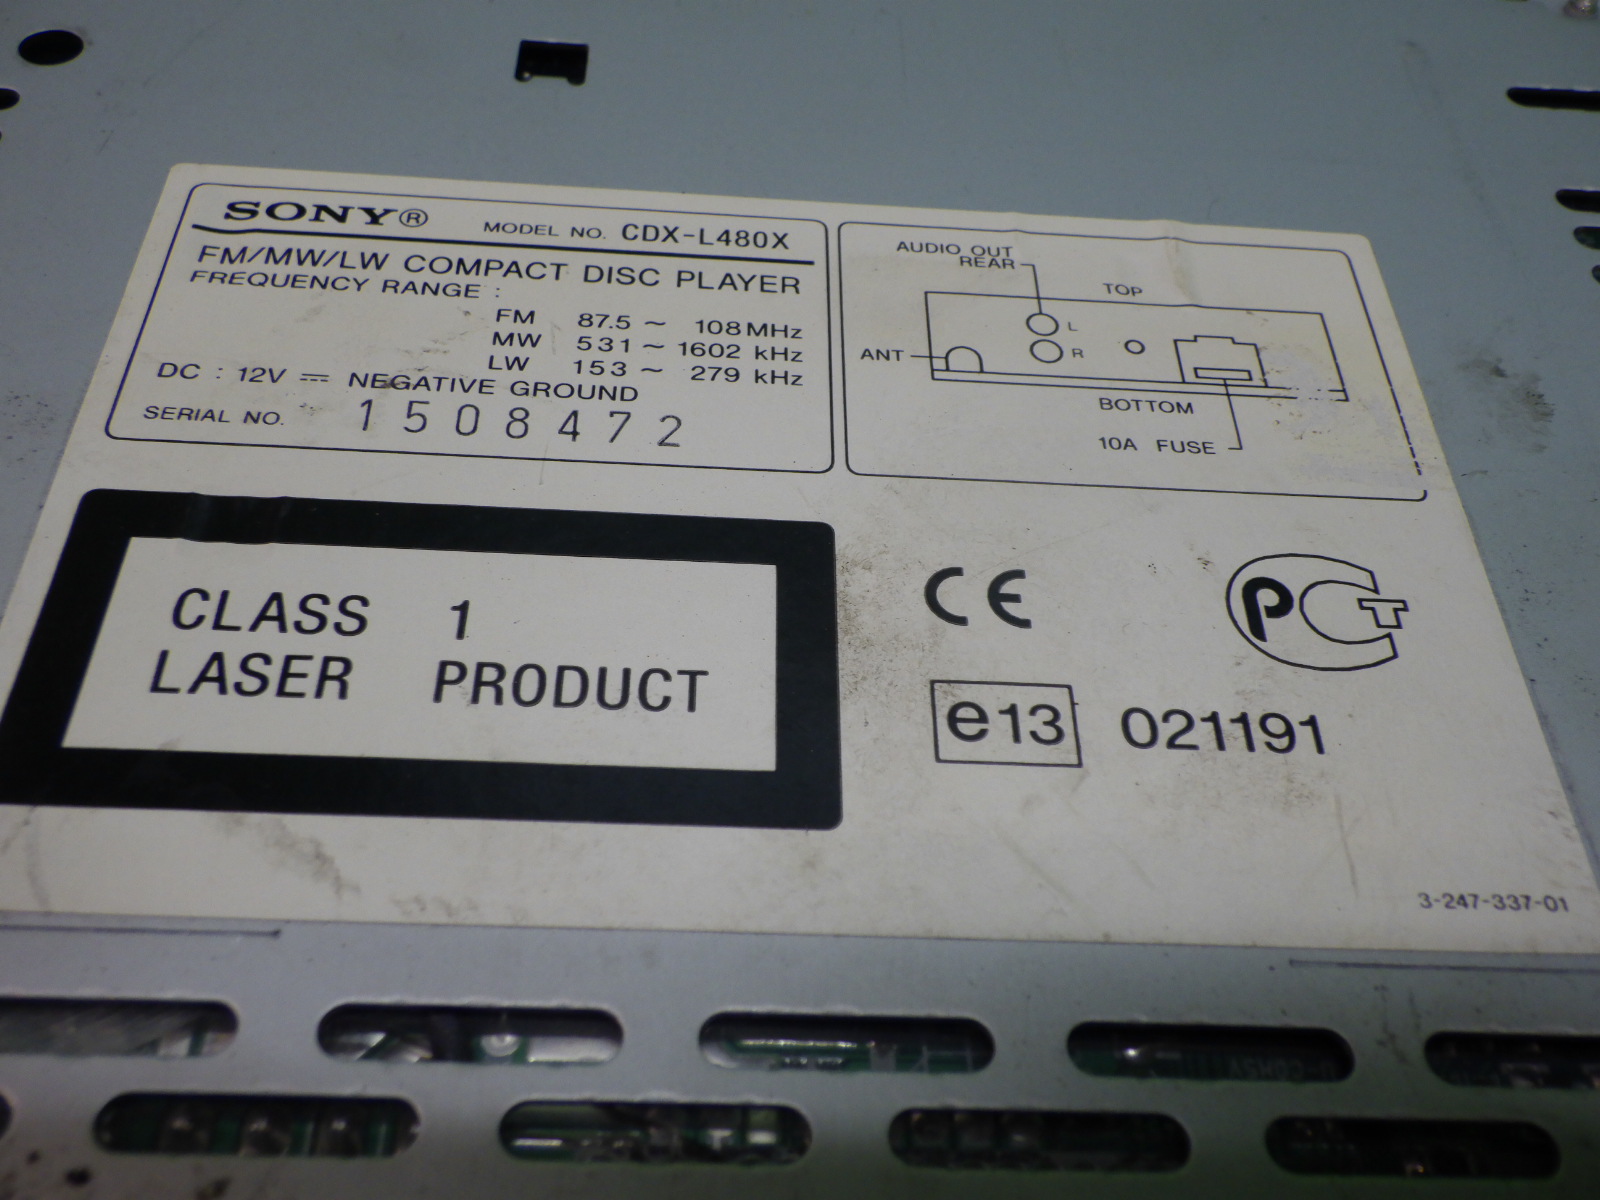 SONY® MODEL NO. CDX-L480X
FM/MW/LW COMPACT DISC PLAYER
FREQUENCY RANGE :
FM 87.5 ~ 108 MHz
MW 531 ~ 1602 kHz
LW 153 ~ 279 kHz
DC : 12V ⎓ NEGATIVE GROUND
SERIAL NO. 1508472
AUDIO OUT
REAR
TOP
L
R
ANT
BOTTOM
10A FUSE
CLASS 1
LASER PRODUCT
CE
PCT
e13 021191
3-247-337-01